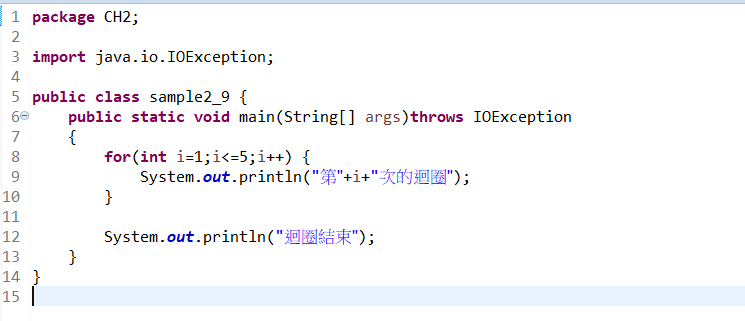 1 package CH2;
2
3 import java.io.IOException;
4
5 public class sample2_9 {
6 public static void main(String[] args)throws IOException
7 {
8 for(int i=1;i<=5;i++) {
9 System.out.println("第"+i+"次的迴圈");
10 }
11
12 System.out.println("迴圈結束");
13 }
14 }
15